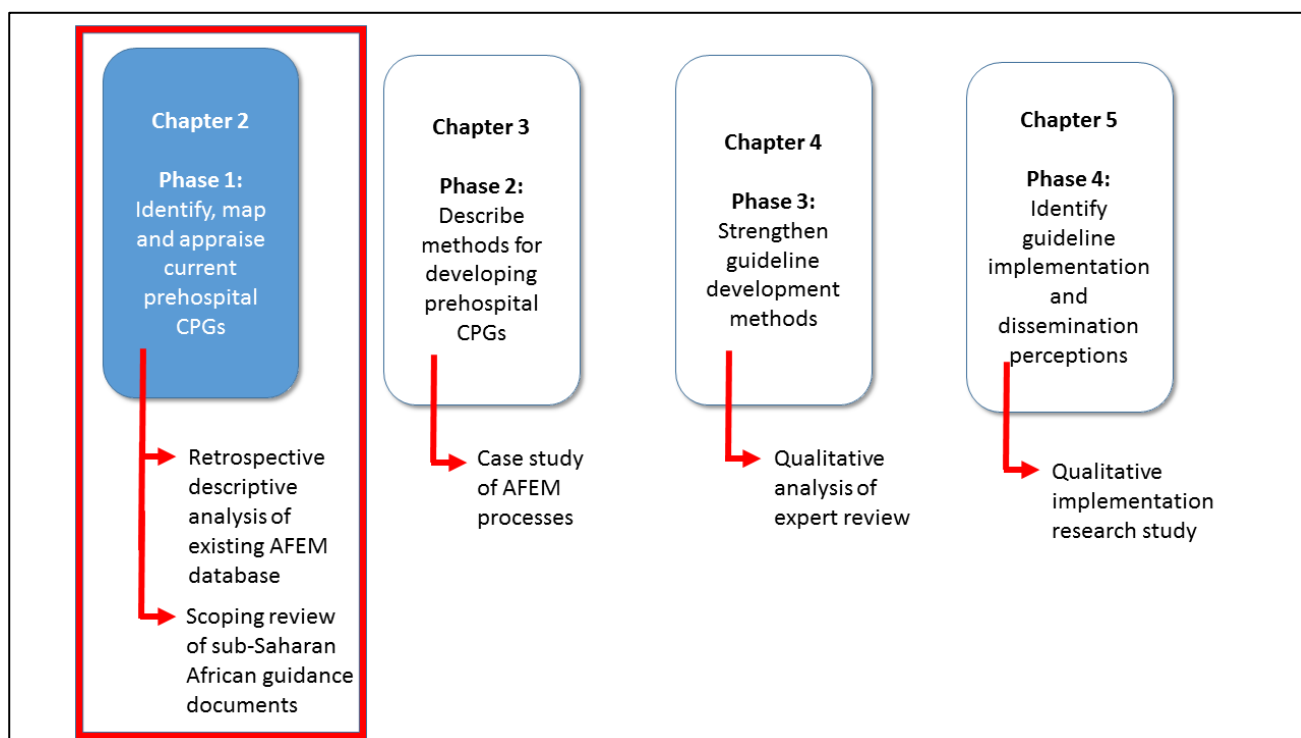 Chapter 2
Phase 1:
Identify, map
and appraise
current
prehospital
CPGs
Retrospective
descriptive
analysis of
existing AFEM
database
Scoping review
of sub-Saharan
African guidance
documents
Chapter 3
Phase 2:
Describe
methods for
developing
prehospital
CPGs
Case study
of AFEM
processes
Chapter 4
Phase 3:
Strengthen
guideline
development
methods
Qualitative
analysis of
expert review
Chapter 5
Phase 4:
Identify
guideline
implementation
and
dissemination
perceptions
Qualitative
implementation
research study